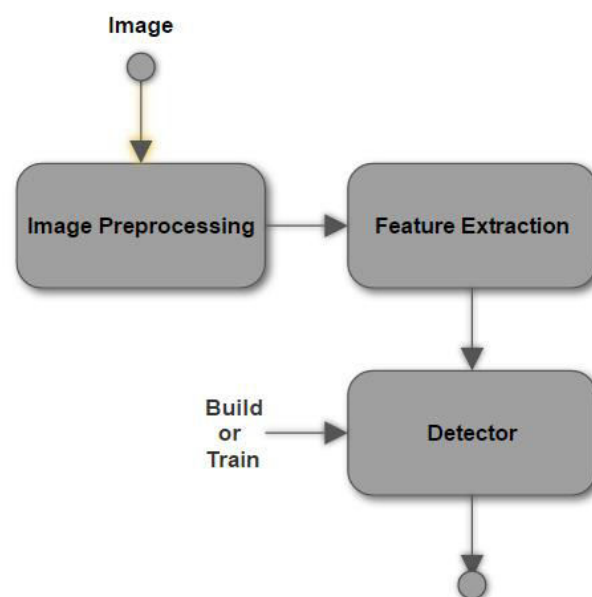 Image
Image Preprocessing
Feature Extraction
Build
or
Train
Detector